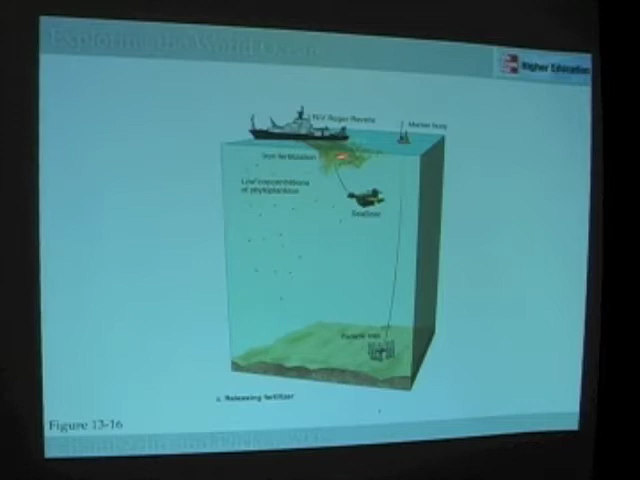 Exploring the World Ocean
Higher Education
R/V Roger Revelle
Marker buoy
Iron fertilization
Low concentrations
of phytoplankton
SeaSoar
Particle trap
a. Releasing fertilizer
Figure 13-16